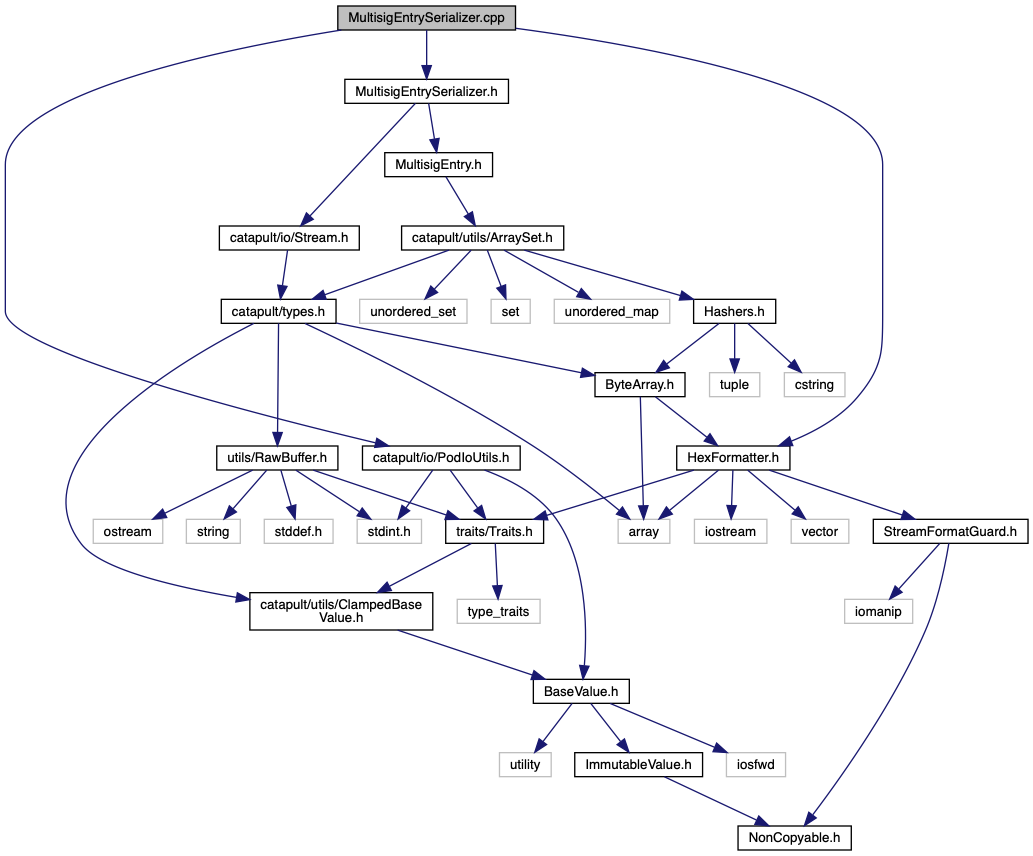 MultisigEntrySerializer.cpp
MultisigEntrySerializer.h
MultisigEntry.h
catapult/io/Stream.h
catapult/utils/ArraySet.h
catapult/types.h
unordered_set
set
unordered_map
Hashers.h
ByteArray.h
tuple
cstring
utils/RawBuffer.h
catapult/io/PodIoUtils.h
HexFormatter.h
ostream
string
stddef.h
stdint.h
traits/Traits.h
array
iostream
vector
StreamFormatGuard.h
catapult/utils/ClampedBase
Value.h
type_traits
iomanip
BaseValue.h
utility
ImmutableValue.h
iosfwd
NonCopyable.h